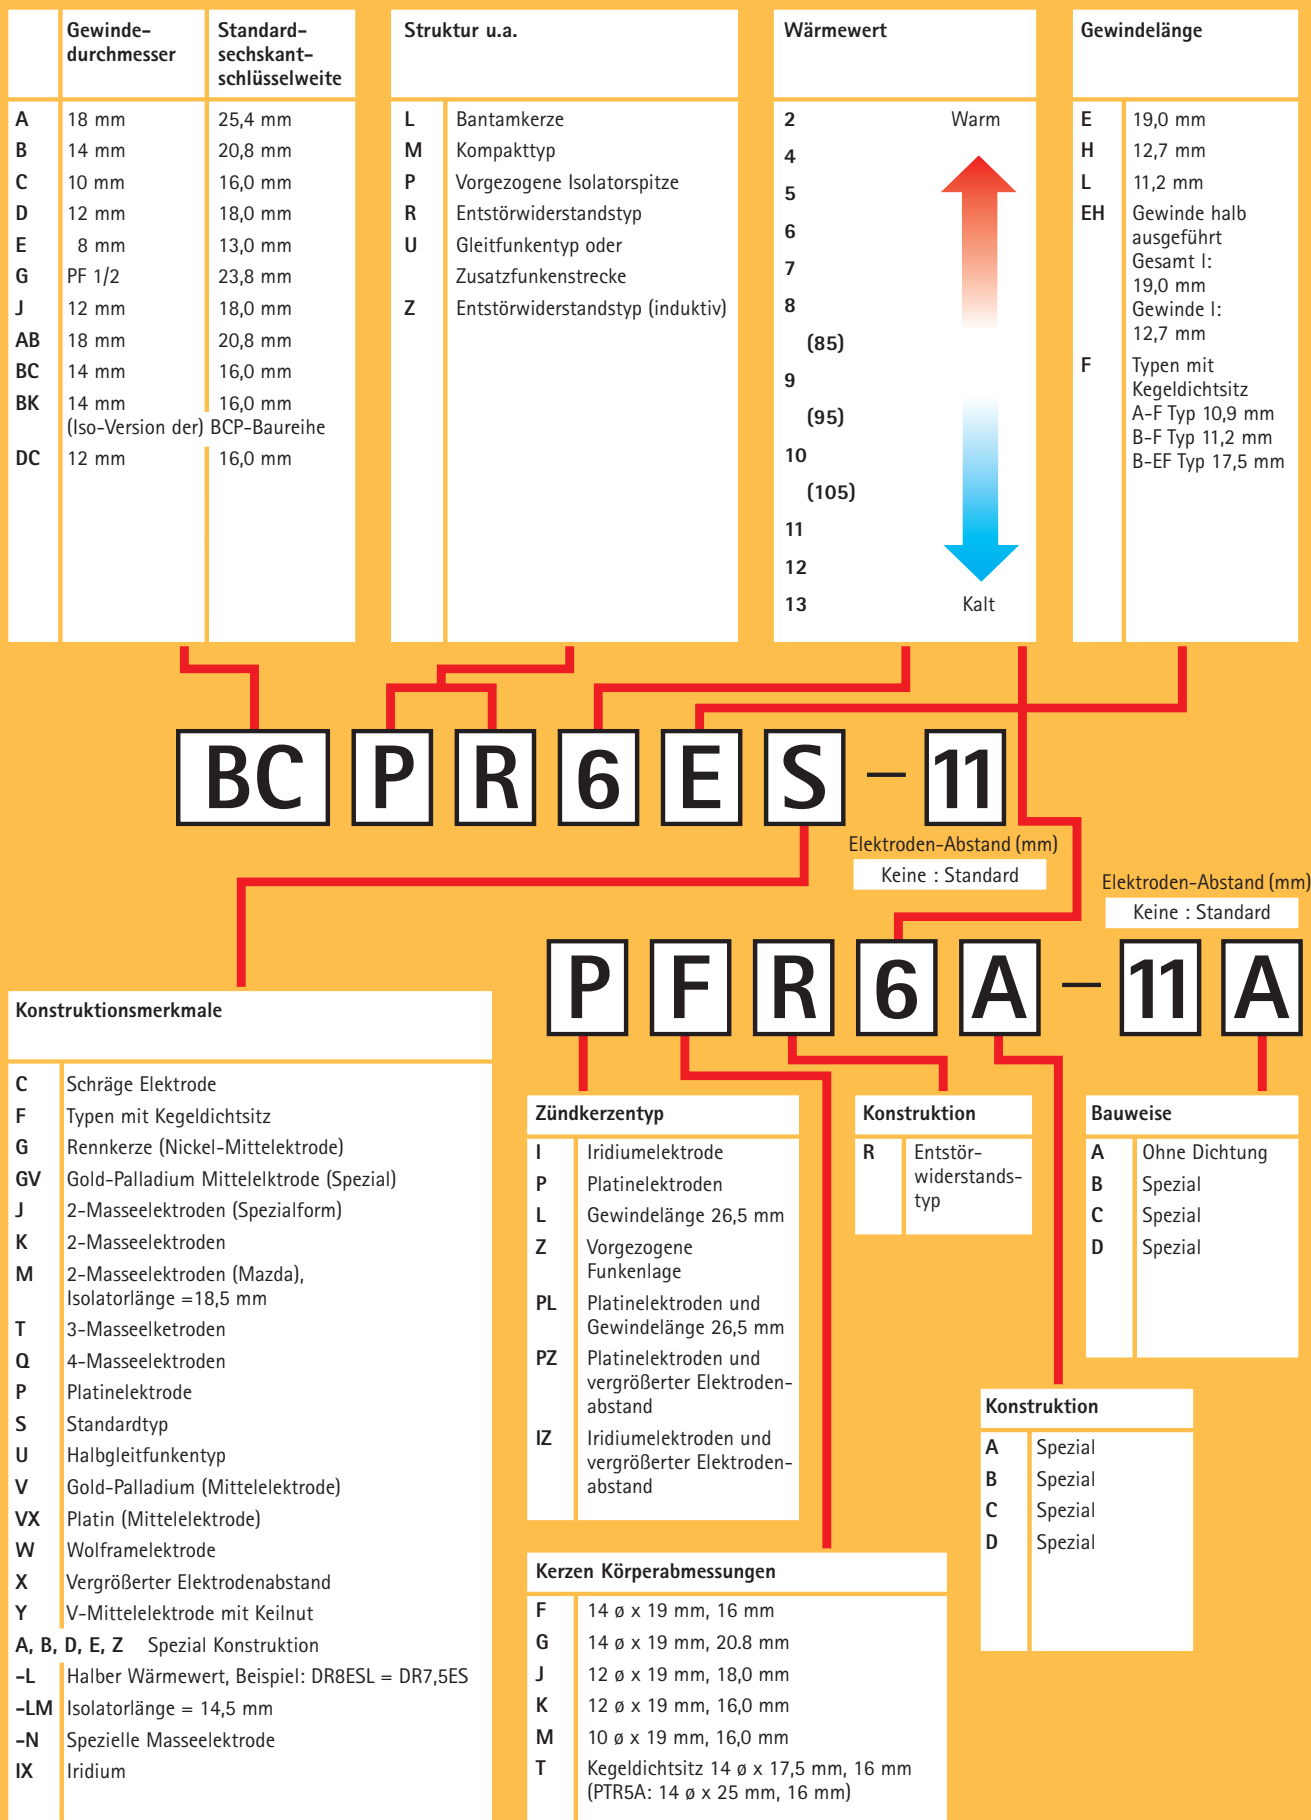 Gewinde-
durchmesser
Standard-
sechskant-
schlüsselweite
A 18 mm 25,4 mm
B 14 mm 20,8 mm
C 10 mm 16,0 mm
D 12 mm 18,0 mm
E 8 mm 13,0 mm
G PF 1/2 23,8 mm
J 12 mm 18,0 mm
AB 18 mm 20,8 mm
BC 14 mm 16,0 mm
BK 14 mm 16,0 mm
(Iso-Version der) BCP-Baureihe
DC 12 mm 16,0 mm
Struktur u.a.
L Bantamkerze
M Kompakttyp
P Vorgezogene Isolatorspitze
R Entstörwiderstandstyp
U Gleitfunkentyp oder
Zusatzfunkenstrecke
Z Entstörwiderstandstyp (induktiv)
Wärmewert
2 Warm
4
5
6
7
8
(85)
9
(95)
10
(105)
11
12
13 Kalt
Gewindelänge
E 19,0 mm
H 12,7 mm
L 11,2 mm
EH Gewinde halb
ausgeführt
Gesamt l:
19,0 mm
Gewinde l:
12,7 mm
F Typen mit
Kegeldichtsitz
A-F Typ 10,9 mm
B-F Typ 11,2 mm
B-EF Typ 17,5 mm
BC P R 6 E S – 11
Elektroden-Abstand (mm)
Keine : Standard
Elektroden-Abstand (mm)
Keine : Standard
P F R 6 A – 11 A
Konstruktionsmerkmale
C Schräge Elektrode
F Typen mit Kegeldichtsitz
G Rennkerze (Nickel-Mittelektrode)
GV Gold-Palladium Mittelelktrode (Spezial)
J 2-Masseelektroden (Spezialform)
K 2-Masseelektroden
M 2-Masseelektroden (Mazda),
Isolatorlänge =18,5 mm
T 3-Masseelketroden
Q 4-Masseelektroden
P Platinelektrode
S Standardtyp
U Halbgleitfunkentyp
V Gold-Palladium (Mittelelektrode)
VX Platin (Mittelelektrode)
W Wolframelektrode
X Vergrößerter Elektrodenabstand
Y V-Mittelelektrode mit Keilnut
A, B, D, E, Z Spezial Konstruktion
-L Halber Wärmewert, Beispiel: DR8ESL = DR7,5ES
-LM Isolatorlänge = 14,5 mm
-N Spezielle Masseelektrode
IX Iridium
Zündkerzentyp
I Iridiumelektrode
P Platinelektroden
L Gewindelänge 26,5 mm
Z Vorgezogene
Funkenlage
PL Platinelektroden und
Gewindelänge 26,5 mm
PZ Platinelektroden und
vergrößerter Elektroden-
abstand
IZ Iridiumelektroden und
vergrößerter Elektroden-
abstand
Konstruktion
R Entstör-
widerstands-
typ
Bauweise
A Ohne Dichtung
B Spezial
C Spezial
D Spezial
Konstruktion
A Spezial
B Spezial
C Spezial
D Spezial
Kerzen Körperabmessungen
F 14 ø x 19 mm, 16 mm
G 14 ø x 19 mm, 20.8 mm
J 12 ø x 19 mm, 18,0 mm
K 12 ø x 19 mm, 16,0 mm
M 10 ø x 19 mm, 16,0 mm
T Kegeldichtsitz 14 ø x 17,5 mm, 16 mm
(PTR5A: 14 ø x 25 mm, 16 mm)